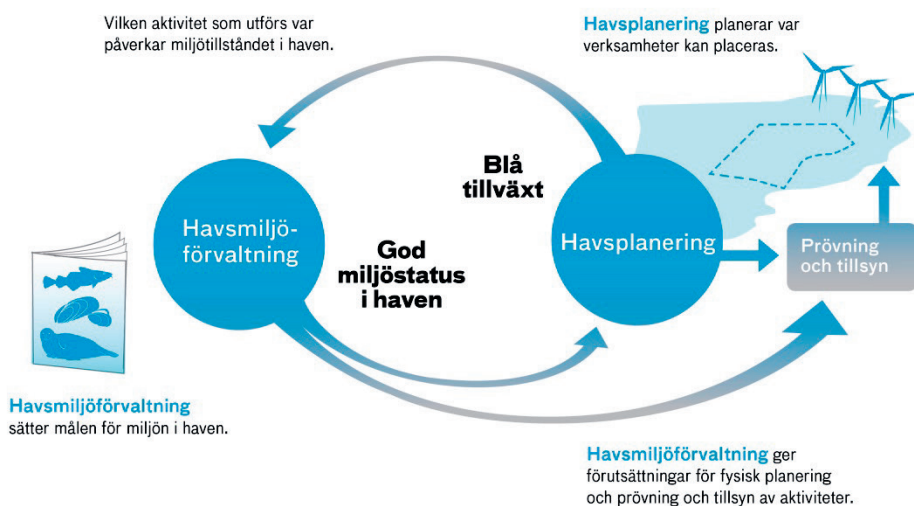 Vilken aktivitet som utförs var
påverkar miljötillståndet i haven.
Havsplanering planerar var
verksamheter kan placeras.
Blå
tillväxt
Havsmiljö-
förvaltning
God
miljöstatus
i haven
Havsplanering
Prövning
och tillsyn
Havsmiljöförvaltning
sätter målen för miljön i haven.
Havsmiljöförvaltning ger
förutsättningar för fysisk planering
och prövning och tillsyn av aktiviteter.